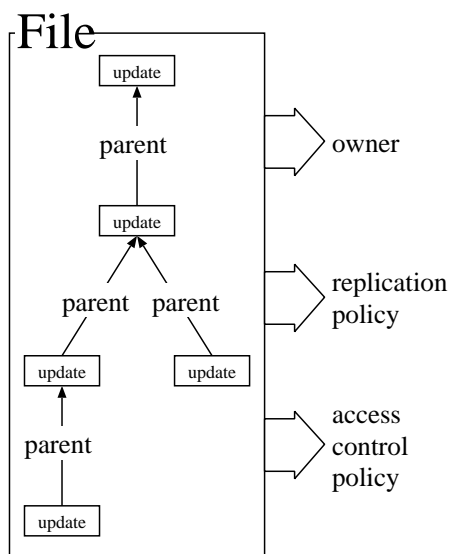 File
update
parent
owner
update
parent parent
replication
policy
update update
access
control
policy
parent
update